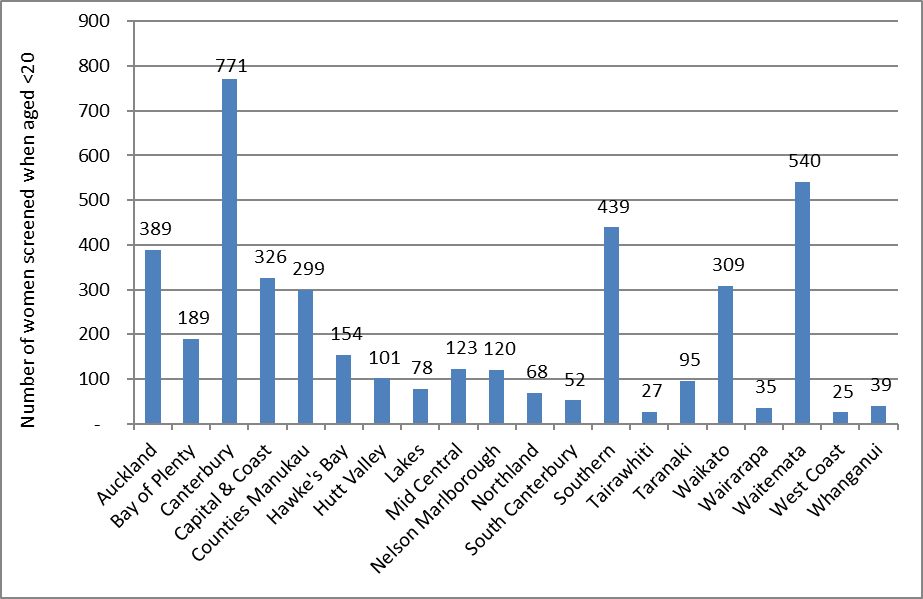 Number of women screened when aged <20
900
800
700
600
500
400
300
200
100
-
389
189
771
326
299
154
101
78
123
120
68
52
439
27
95
309
35
540
25
39
Auckland
Bay of Plenty
Canterbury
Capital & Coast
Counties Manukau
Hawke's Bay
Hutt Valley
Lakes
Mid Central
Nelson Marlborough
Northland
South Canterbury
Southern
Tairawhiti
Taranaki
Waikato
Wairarapa
Waitemata
West Coast
Whanganui